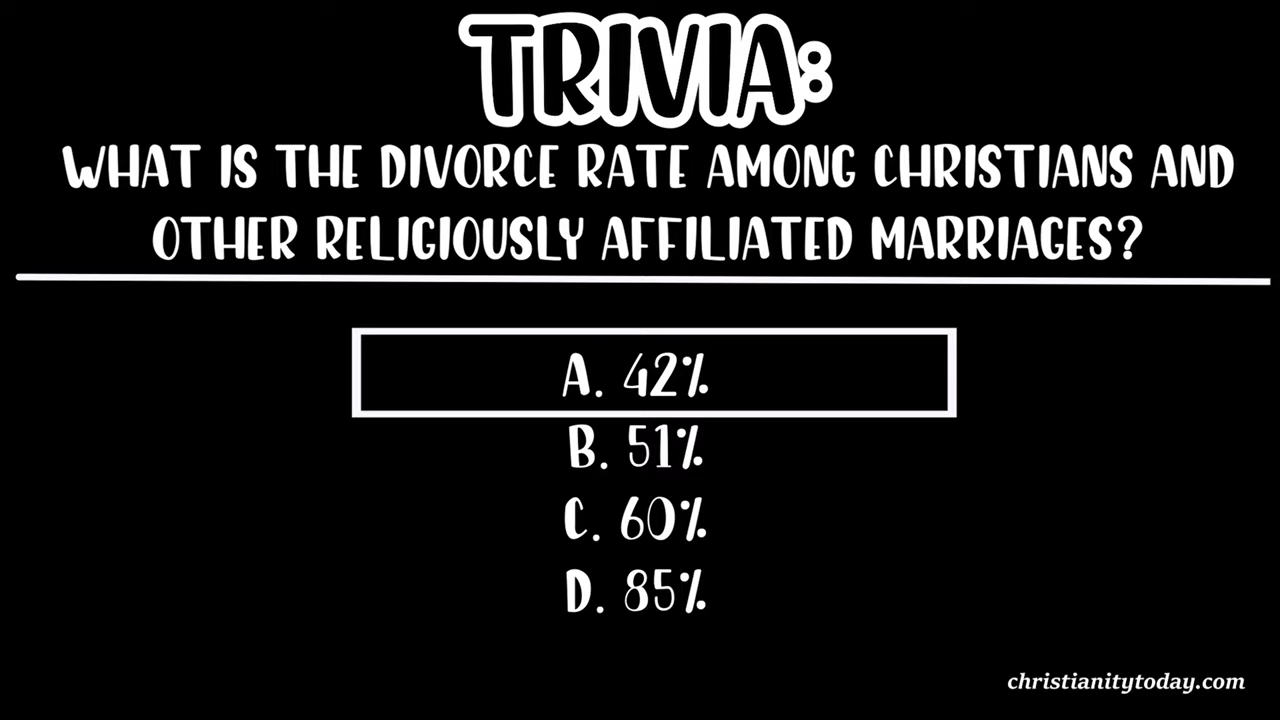 TRIVIA:
WHAT IS THE DIVORCE RATE AMONG CHRISTIANS AND
OTHER RELIGIOUSLY AFFILIATED MARRIAGES?
A. 42%
B. 51%
C. 60%
D. 85%
christianitytoday.com